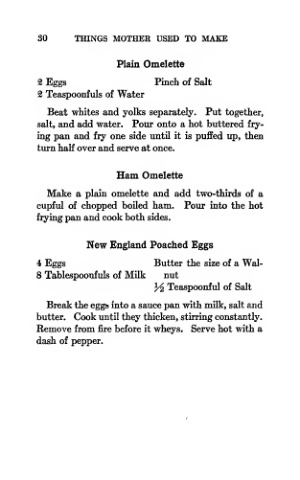 30 THINGS MOTHER USED TO MAKE
Plain Omelette
2 Eggs Pinch of Salt
2 Teaspoonfuls of Water
Beat whites and yolks separately. Put together,
salt, and add water. Pour onto a hot buttered fry-
ing pan and fry one side until it is puffed up, then
turn half over and serve at once.
Ham Omelette
Make a plain omelette and add two-thirds of a
cupful of chopped boiled ham. Pour into the hot
frying pan and cook both sides.
New England Poached Eggs
4 Eggs Butter the size of a Wal-
8 Tablespoonfuls of Milk nut
½ Teaspoonful of Salt
Break the eggs into a sauce pan with milk, salt and
butter. Cook until they thicken, stirring constantly.
Remove from fire before it wheys. Serve hot with a
dash of pepper.